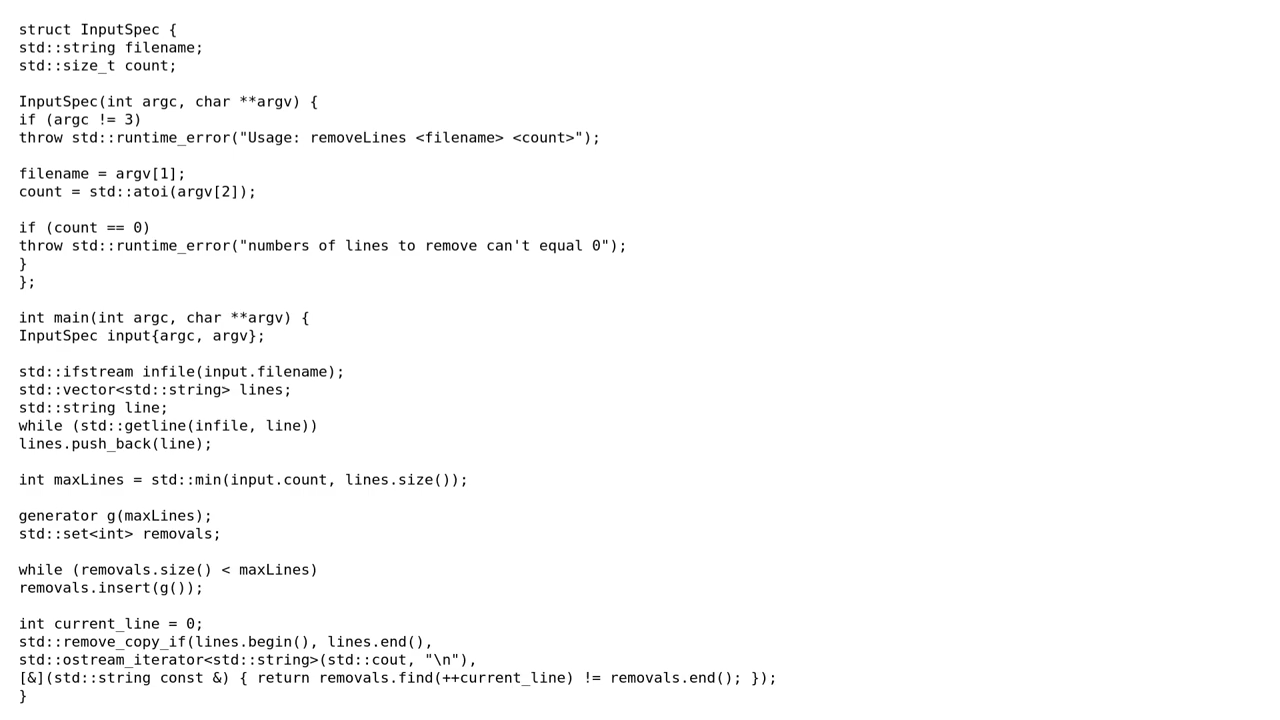 struct InputSpec {
std::string filename;
std::size_t count;
InputSpec(int argc, char **argv) {
if (argc != 3)
throw std::runtime_error("Usage: removeLines <filename> <count>");
filename = argv[1];
count = std::atoi(argv[2]);
if (count == 0)
throw std::runtime_error("numbers of lines to remove can't equal 0");
}
};
int main(int argc, char **argv) {
InputSpec input{argc, argv};
std::ifstream infile(input.filename);
std::vector<std::string> lines;
std::string line;
while (std::getline(infile, line))
lines.push_back(line);
int maxLines = std::min(input.count, lines.size());
generator g(maxLines);
std::set<int> removals;
while (removals.size() < maxLines)
removals.insert(g());
int current_line = 0;
std::remove_copy_if(lines.begin(), lines.end(),
std::ostream_iterator<std::string>(std::cout, "\n"),
[&](std::string const &) { return removals.find(++current_line) != removals.end(); });
}